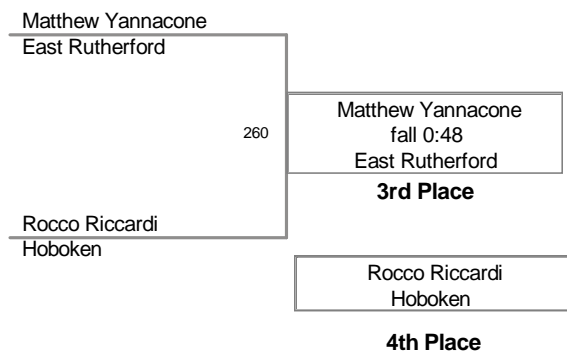 Matthew Yannacone
East Rutherford
260
Matthew Yannacone
fall 0:48
East Rutherford
3rd Place
Rocco Riccardi
Hoboken
Rocco Riccardi
Hoboken
4th Place